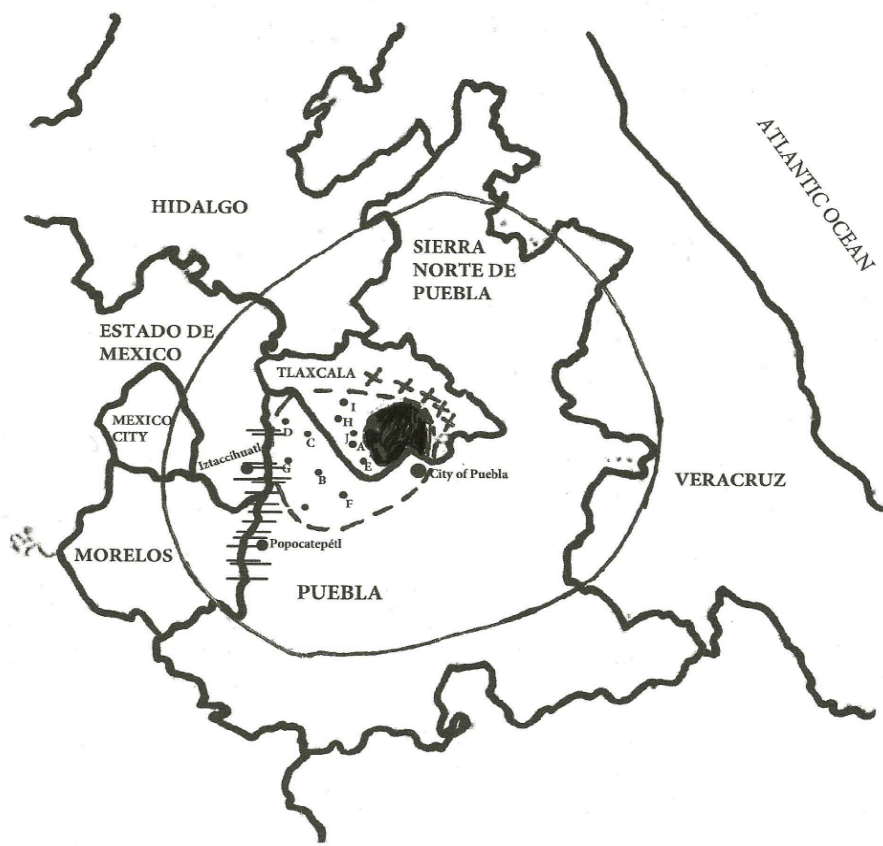 ATLANTIC OCEAN
HIDALGO
SIERRA
NORTE DE
PUEBLA
ESTADO DE
MEXICO
TLAXCALA
MEXICO
CITY
I
H
D
C
J
A
Iztaccíhuatl
G
E
B
City of Puebla
VERACRUZ
F
Popocatepétl
MORELOS
PUEBLA